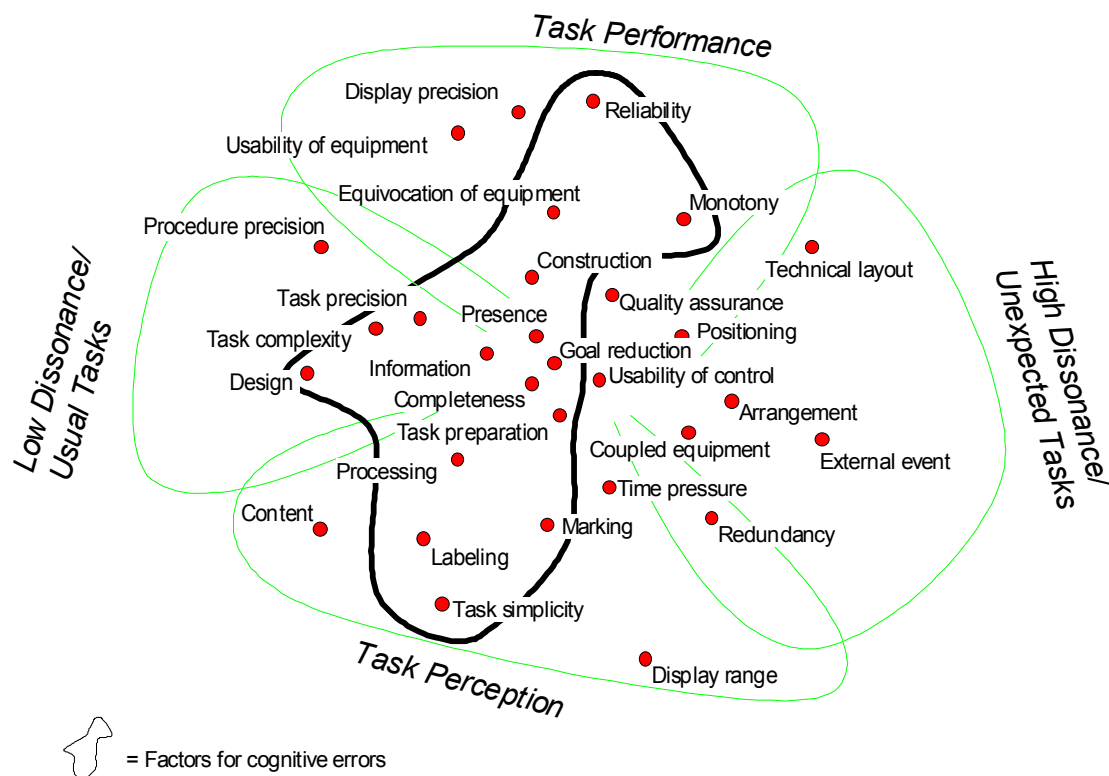 Task Performance
Display precision
Reliability
Usability of equipment
Equivocation of equipment
Monotony
Procedure precision
Construction
Technical layout
Task precision
Presence
Quality assurance
Task complexity
Positioning
Information
Goal reduction
Design
Usability of control
Completeness
Arrangement
Task preparation
Coupled equipment
External event
Processing
Time pressure
Content
Marking
Redundancy
Labeling
Task simplicity
Display range
Low Dissonance/
Usual Tasks
High Dissonance/
Unexpected Tasks
Task Perception
= Factors for cognitive errors